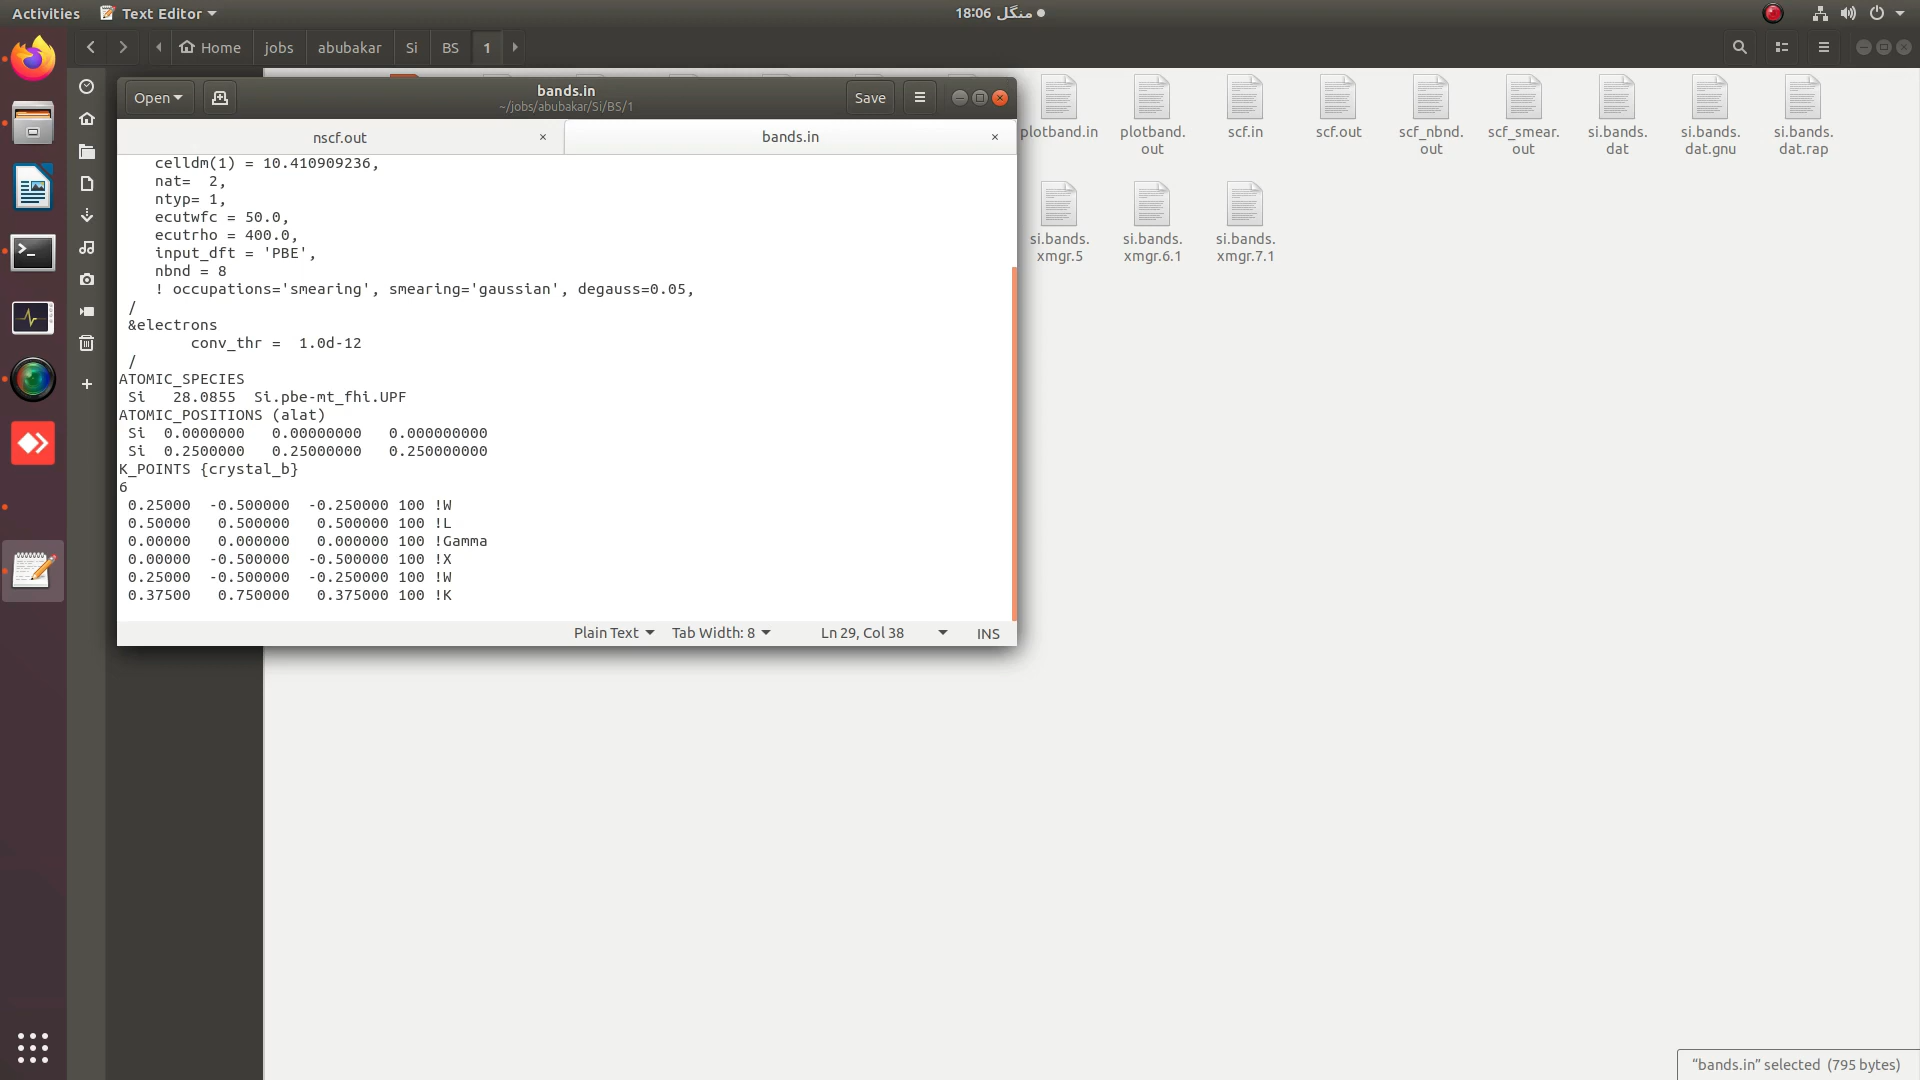 Activities
Text Editor
18:06 منگل
Home
jobs
abubakar
Si
BS
1
Open
bands.in
~/jobs/abubakar/Si/BS/1
Save
nscf.out
bands.in
celldm(1) = 10.410909236,
nat=  2,
ntyp= 1,
ecutwfc = 50.0,
ecutrho = 400.0,
input_dft = 'PBE',
nbnd = 8
! occupations='smearing', smearing='gaussian', degauss=0.05,
/
&electrons
conv_thr =  1.0d-12
/
ATOMIC_SPECIES
Si   28.0855  Si.pbe-mt_fhi.UPF
ATOMIC_POSITIONS (alat)
Si  0.0000000   0.00000000   0.000000000
Si  0.2500000   0.25000000   0.250000000
K_POINTS {crystal_b}
6
0.25000  -0.500000  -0.250000 100 !W
0.50000   0.500000   0.500000 100 !L
0.00000   0.000000   0.000000 100 !Gamma
0.00000  -0.500000  -0.500000 100 !X
0.25000  -0.500000  -0.250000 100 !W
0.37500   0.750000   0.375000 100 !K
Plain Text
Tab Width: 8
Ln 29, Col 38
INS
plotband.in
plotband.
out
scf.in
scf.out
scf_nbnd.
out
scf_smear.
out
si.bands.
dat
si.bands.
dat.gnu
si.bands.
dat.rap
si.bands.
xmgr.5
si.bands.
xmgr.6.1
si.bands.
xmgr.7.1
“bands.in” selected (795 bytes)